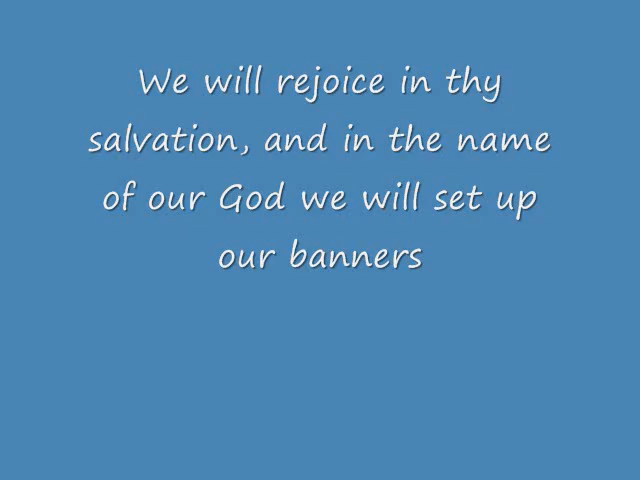 We will rejoice in thy
salvation, and in the name
of our God we will set up
our banners